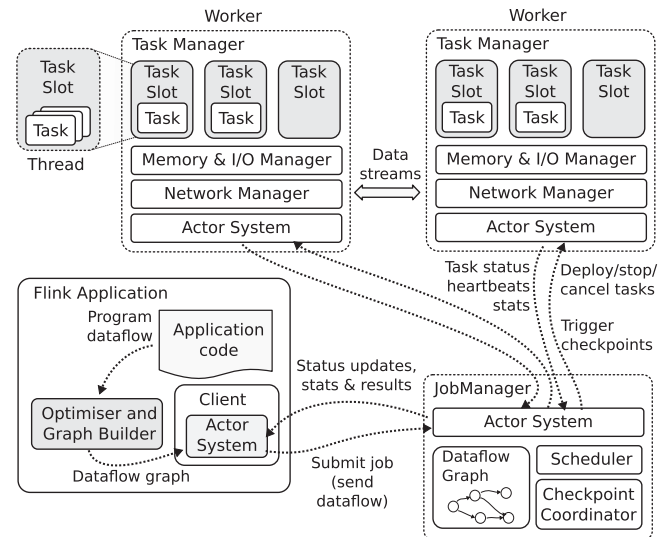 Worker
Task Manager
Task
Slot
Task
Thread
Task
Slot
Task
Task
Slot
Task
Task
Slot
Memory & I/O Manager
Network Manager
Actor System
Data
streams
Worker
Task Manager
Task
Slot
Task
Task
Slot
Task
Task
Slot
Memory & I/O Manager
Network Manager
Actor System
Task status
heartbeats
stats
Deploy/stop/
cancel tasks
Trigger
checkpoints
Flink Application
Program
dataflow
Application
code
Optimiser and
Graph Builder
Client
Actor
System
Dataflow graph
Status updates,
stats & results
Submit job
(send
dataflow)
JobManager
Actor System
Dataflow
Graph
Scheduler
Checkpoint
Coordinator